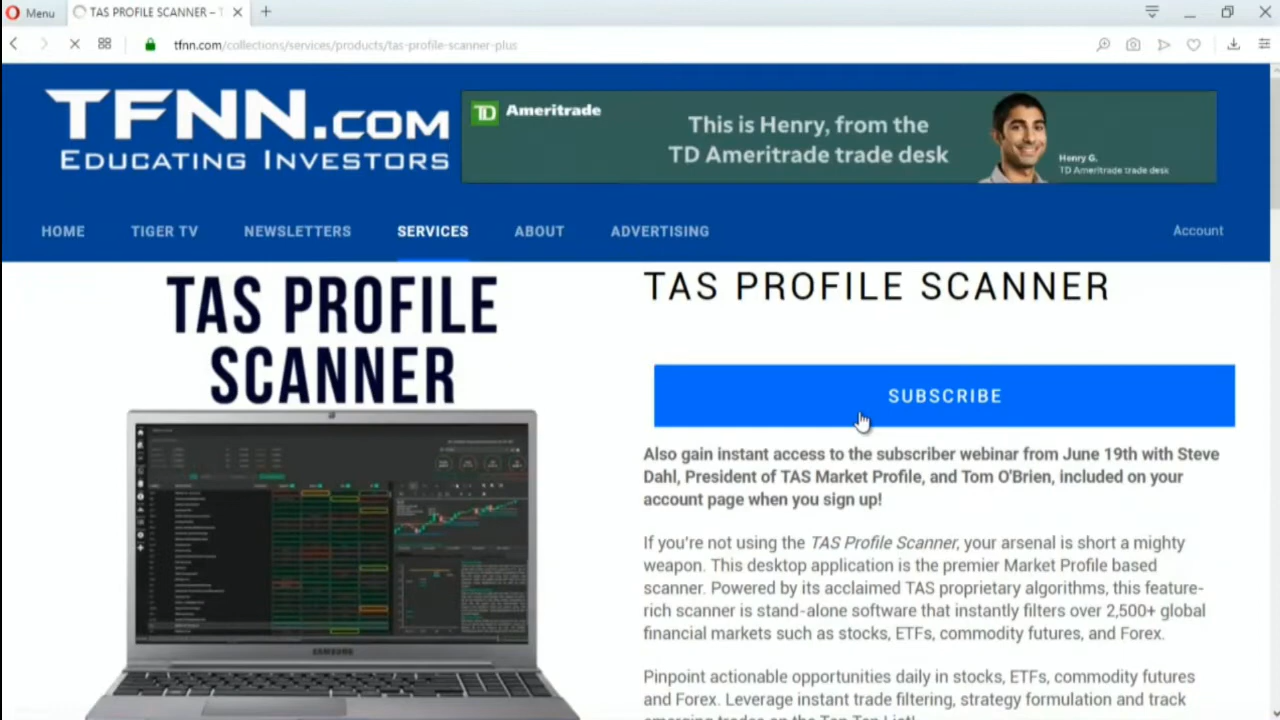 Menu
TAS PROFILE SCANNER – T
tfnn.com/collections/services/products/tas-profile-scanner-plus
TFNN.COM
EDUCATING INVESTORS
TD Ameritrade
This is Henry, from the
TD Ameritrade trade desk
Henry G.
TD Ameritrade trade desk
HOME
TIGER TV
NEWSLETTERS
SERVICES
ABOUT
ADVERTISING
Account
TAS PROFILE
SCANNER
SAMSUNG
TAS PROFILE SCANNER
SUBSCRIBE
Also gain instant access to the subscriber webinar from June 19th with Steve
Dahl, President of TAS Market Profile, and Tom O'Brien, included on your
account page when you sign up!
If you're not using the TAS Profile Scanner, your arsenal is short a mighty
weapon. This desktop application is the premier Market Profile based
scanner. Powered by its acclaimed TAS proprietary algorithms, this feature-
rich scanner is stand-alone software that instantly filters over 2,500+ global
financial markets such as stocks, ETFs, commodity futures, and Forex.
Pinpoint actionable opportunities daily in stocks, ETFs, commodity futures
and Forex. Leverage instant trade filtering, strategy formulation and track
emerging trades on the Top Ten List!